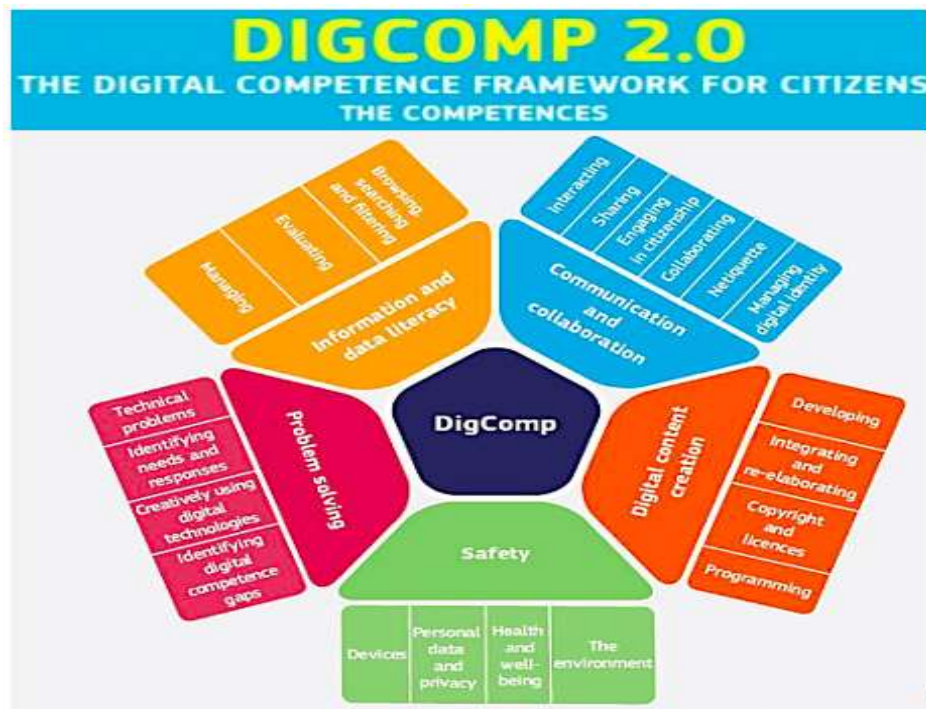 DIGCOMP 2.0
THE DIGITAL COMPETENCE FRAMEWORK FOR CITIZENS
THE COMPETENCES
Browsing,
searching
and filtering
Evaluating
Managing
Information and
data literacy
Interacting
Sharing
Engaging
in citizenship
Collaborating
Netiquette
Managing
digital identity
Communication
and
collaboration
Developing
Integrating
and
re-elaborating
Copyright
and
licences
Programming
Digital content
creation
DigComp
Technical
problems
Identifying
needs and
responses
Creatively using
digital
technologies
Identifying
digital
competence
gaps
Problem solving
Safety
Devices
Personal
data
and
privacy
Health
and
well-
being
The
environment